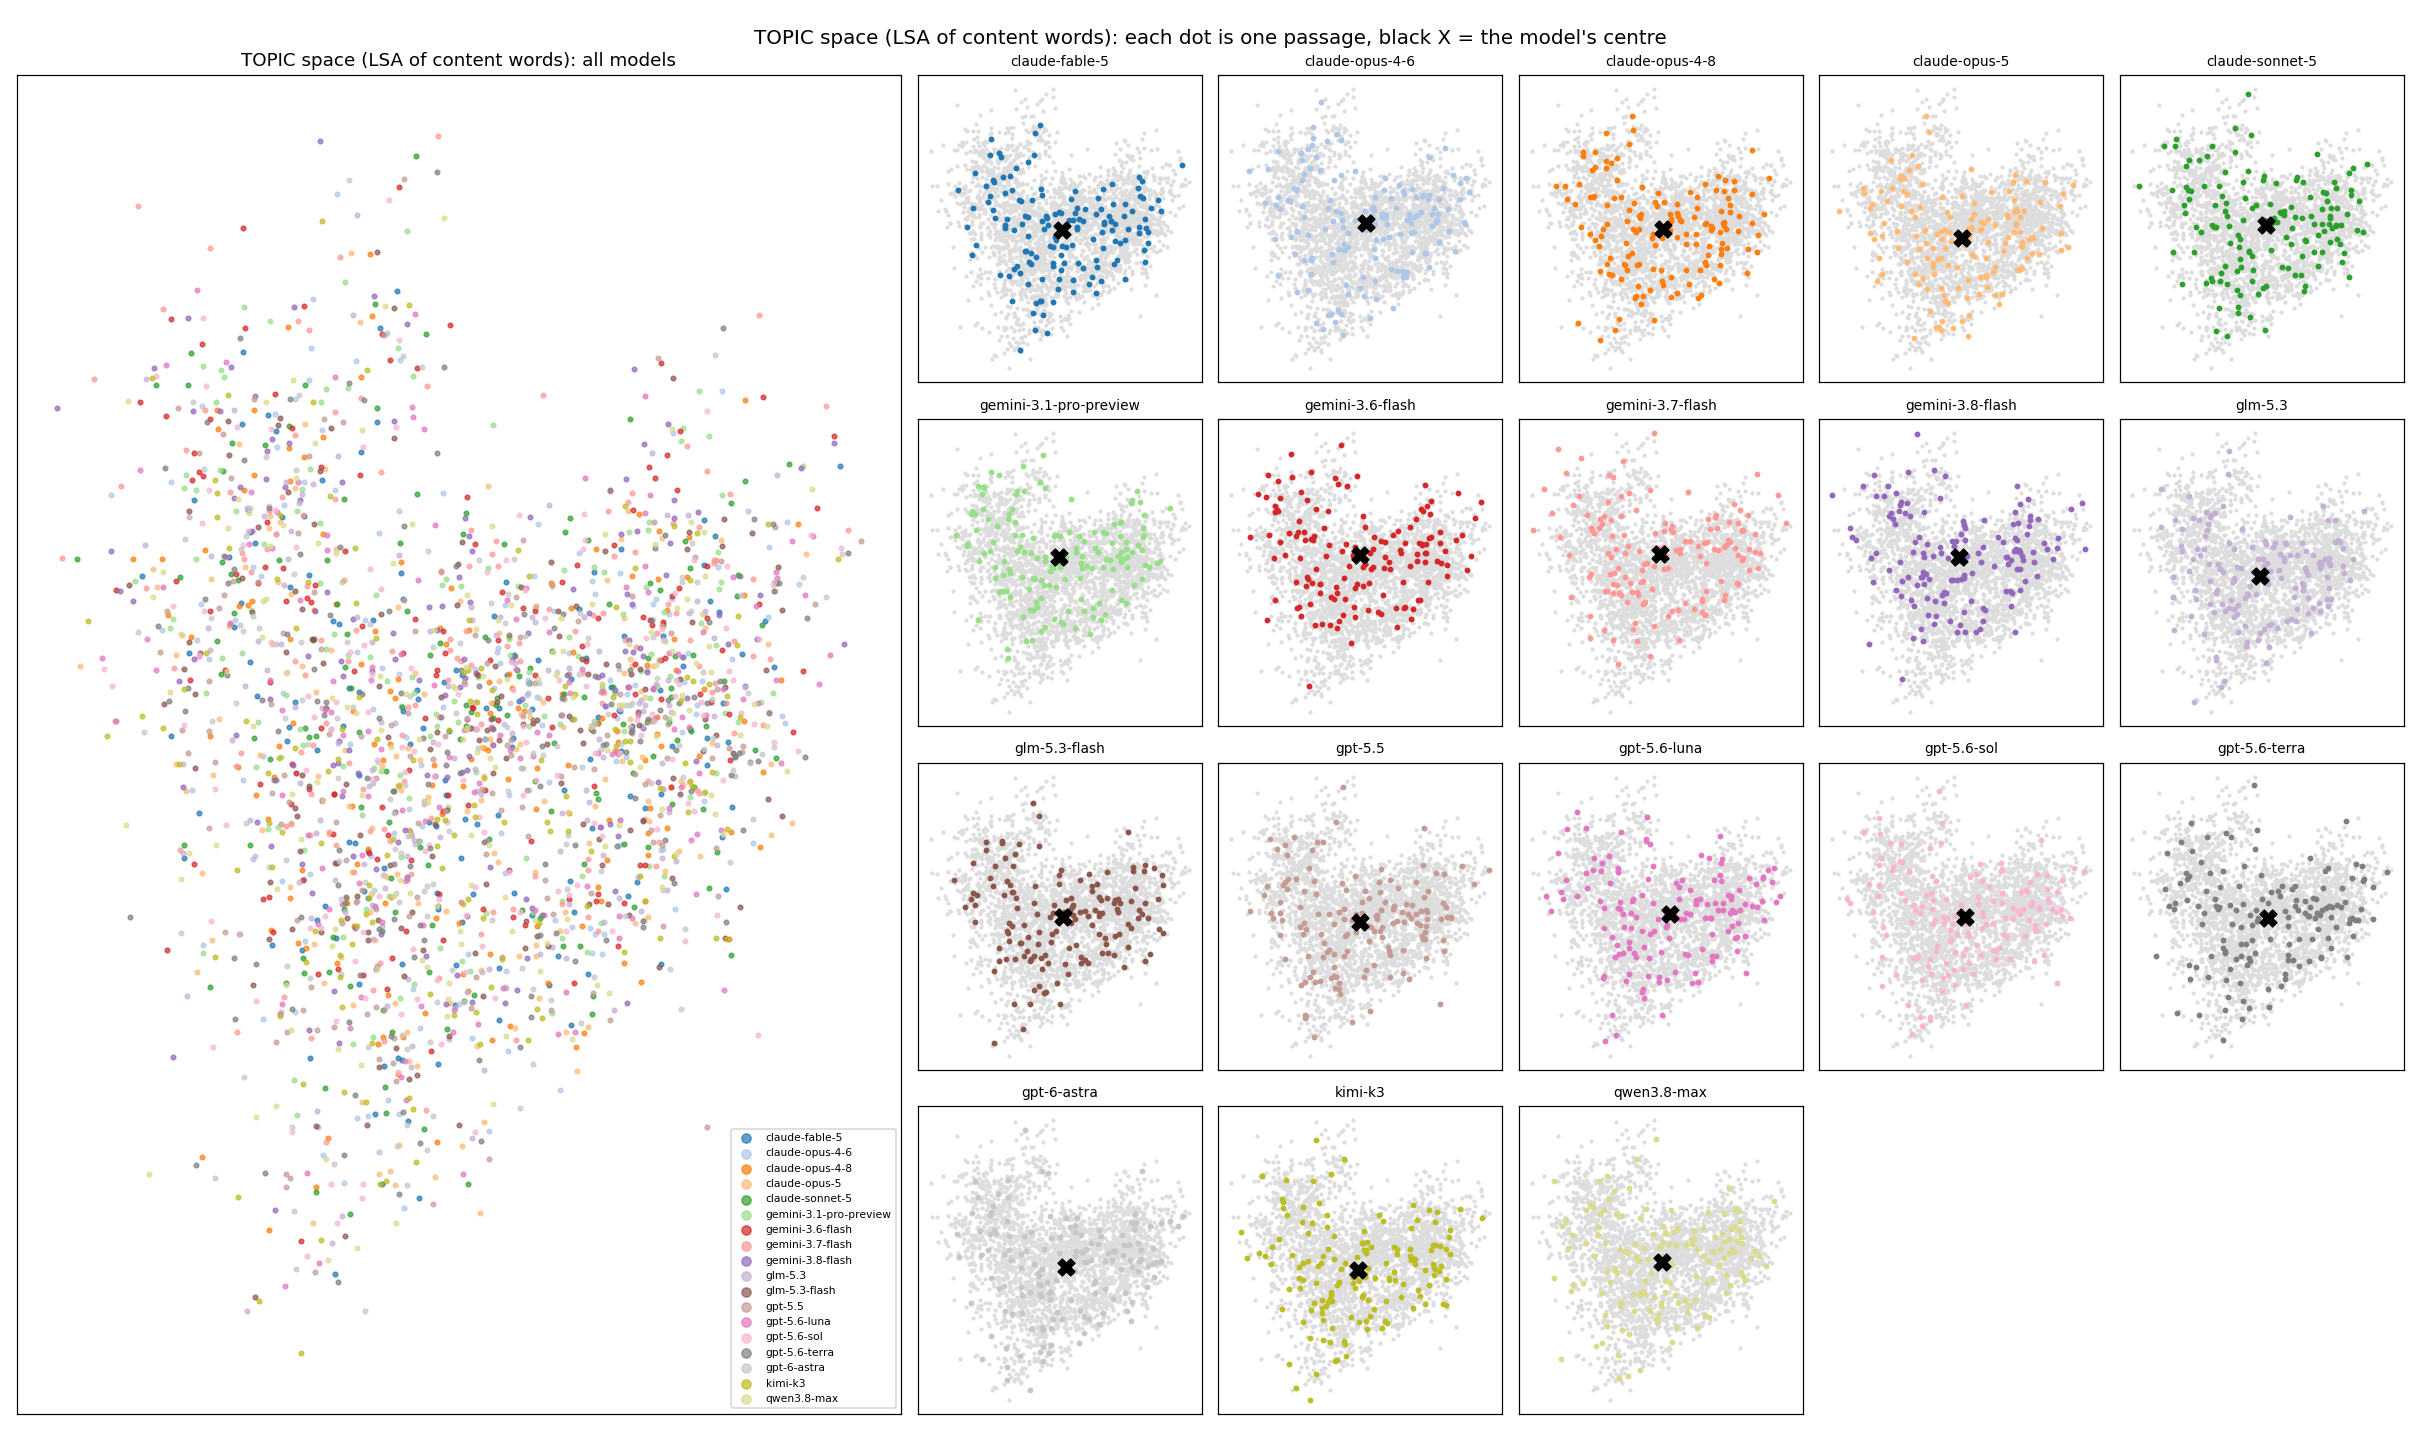 TOPIC space (LSA of content words): each dot is one passage, black X = the model's centre
TOPIC space (LSA of content words): all models
claude-fable-5
claude-opus-4-6
claude-opus-4-8
claude-opus-5
claude-sonnet-5
gemini-3.1-pro-preview
gemini-3.6-flash
gemini-3.7-flash
gemini-3.8-flash
glm-5.3
glm-5.3-flash
gpt-5.5
gpt-5.6-luna
gpt-5.6-sol
gpt-5.6-terra
gpt-6-astra
kimi-k3
qwen3.8-max
claude-fable-5
claude-opus-4-6
claude-opus-4-8
claude-opus-5
claude-sonnet-5
gemini-3.1-pro-preview
gemini-3.6-flash
gemini-3.7-flash
gemini-3.8-flash
glm-5.3
glm-5.3-flash
gpt-5.5
gpt-5.6-luna
gpt-5.6-sol
gpt-5.6-terra
gpt-6-astra
kimi-k3
qwen3.8-max